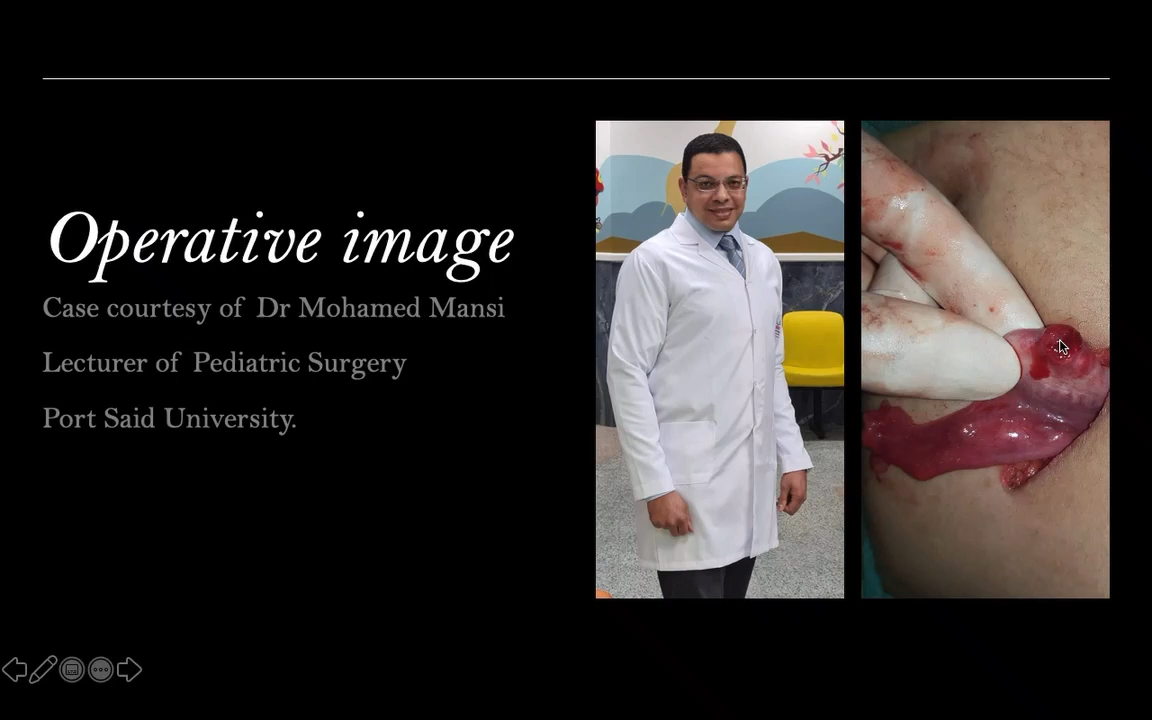 Operative image
Case courtesy of Dr Mohamed Mansi
Lecturer of Pediatric Surgery
Port Said University.